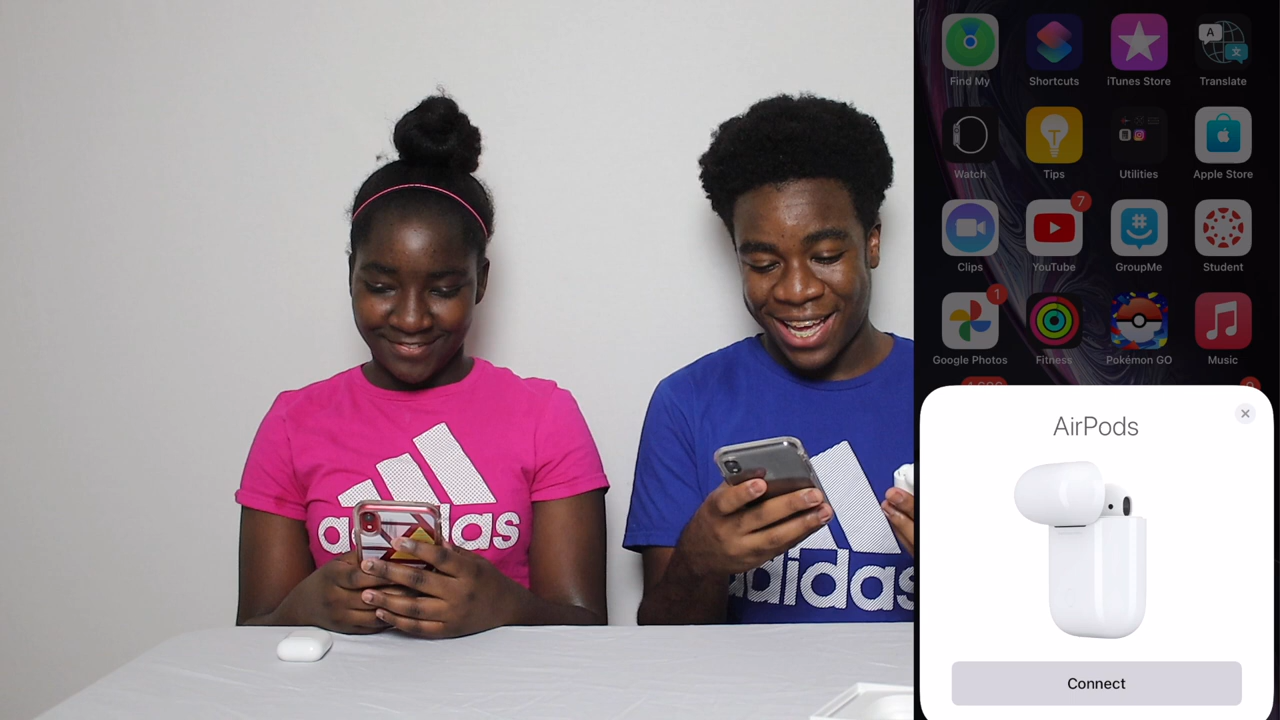 adidas
adidas
Find My Shortcuts iTunes Store Translate
Watch Tips Utilities Apple Store
7
Clips YouTube GroupMe Student
1
Google Photos Fitness Pokémon GO Music
AirPods
Connect